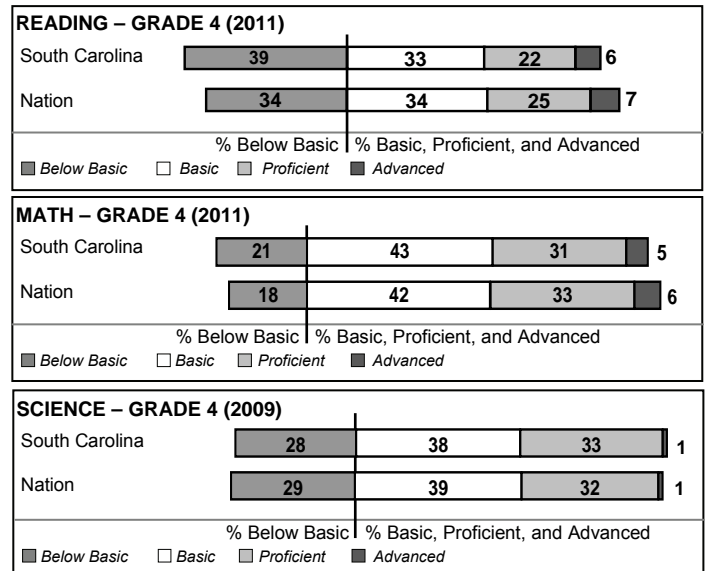 READING – GRADE 4 (2011)
South Carolina 39 33 22 6
Nation 34 34 25 7
% Below Basic % Basic, Proficient, and Advanced
Below Basic Basic Proficient Advanced
MATH – GRADE 4 (2011)
South Carolina 21 43 31 5
Nation 18 42 33 6
% Below Basic % Basic, Proficient, and Advanced
Below Basic Basic Proficient Advanced
SCIENCE – GRADE 4 (2009)
South Carolina 28 38 33 1
Nation 29 39 32 1
% Below Basic % Basic, Proficient, and Advanced
Below Basic Basic Proficient Advanced